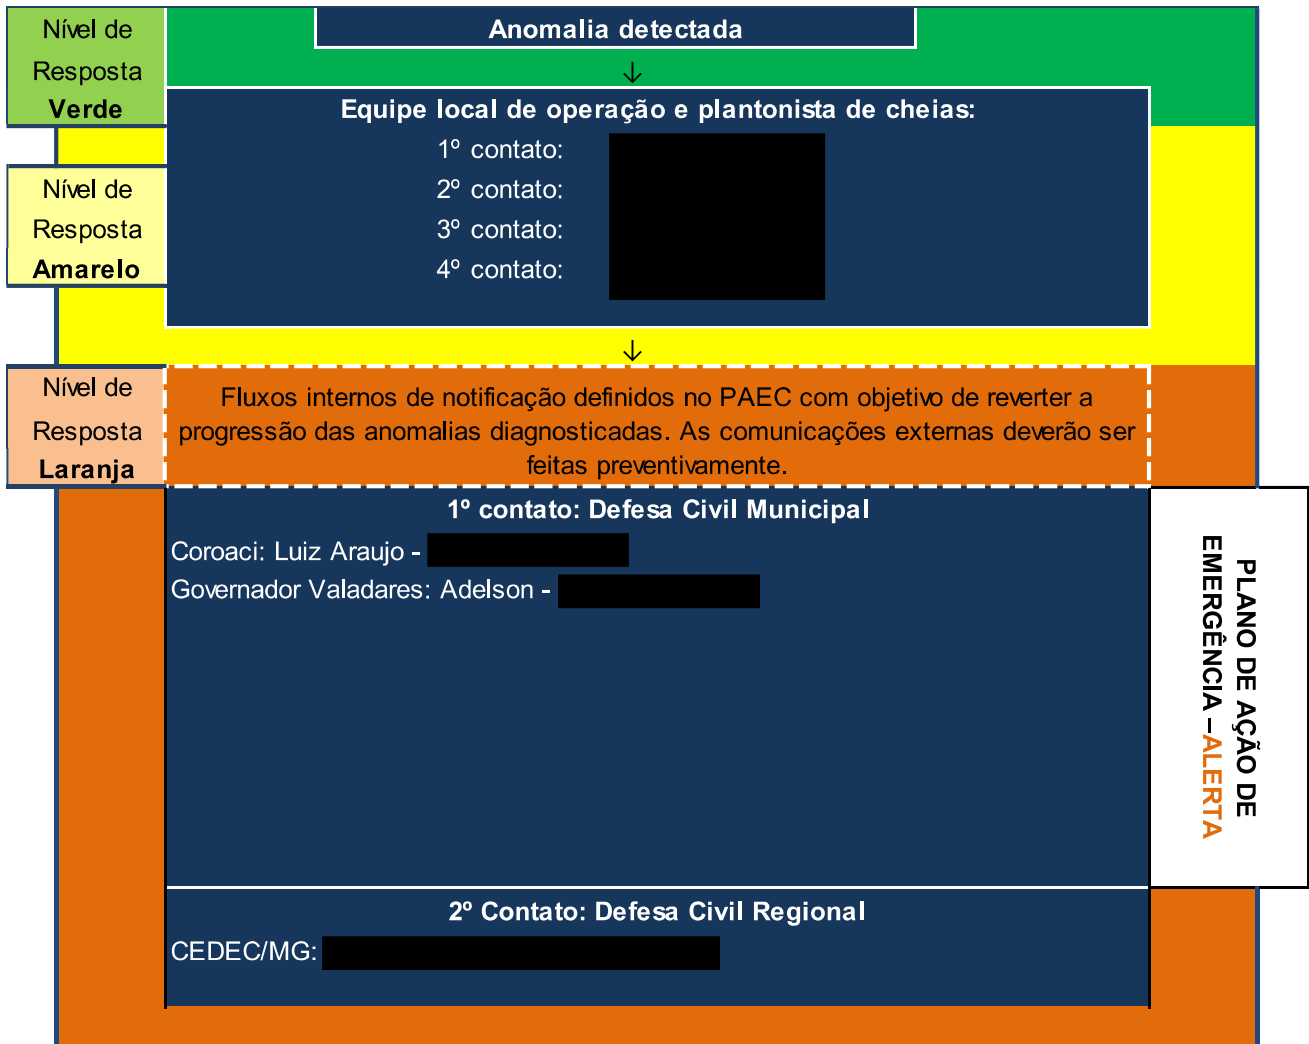 Nível de
Resposta
Verde
Anomalia detectada
↓
Equipe local de operação e plantonista de cheias:
1º contato:
2º contato:
3º contato:
4º contato:
Nível de
Resposta
Amarelo
↓
Nível de
Resposta
Laranja
Fluxos internos de notificação definidos no PAEC com objetivo de reverter a
progressão das anomalias diagnosticadas. As comunicações externas deverão ser
feitas preventivamente.
1º contato: Defesa Civil Municipal
Coroaci: Luiz Araujo -
Governador Valadares: Adelson -
PLANO DE AÇÃO DE
EMERGÊNCIA –ALERTA
2º Contato: Defesa Civil Regional
CEDEC/MG: